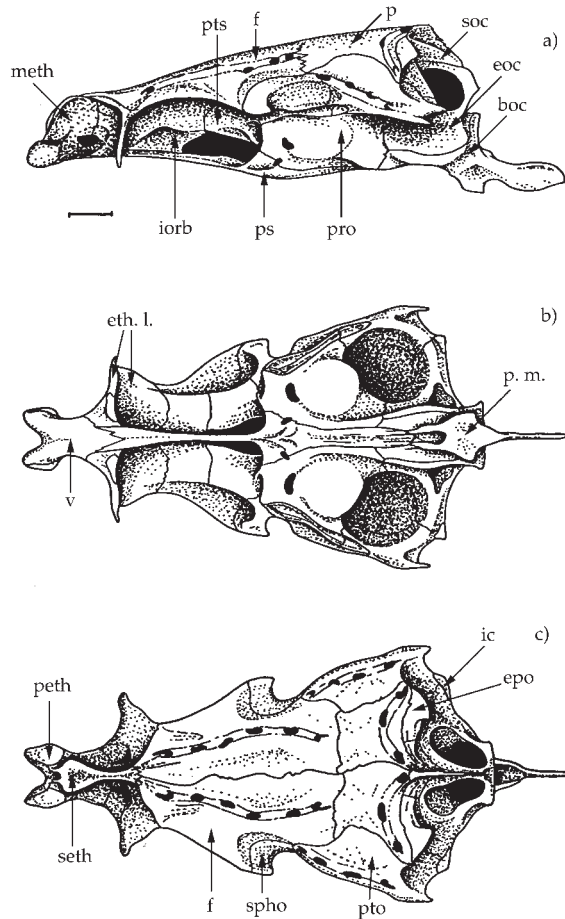 pts
f
p
soc
a)
meth
eoc
boc
iorb
ps
pro
b)
eth. l.
p. m.
v
c)
ic
peth
epo
seth
f
spho
pto